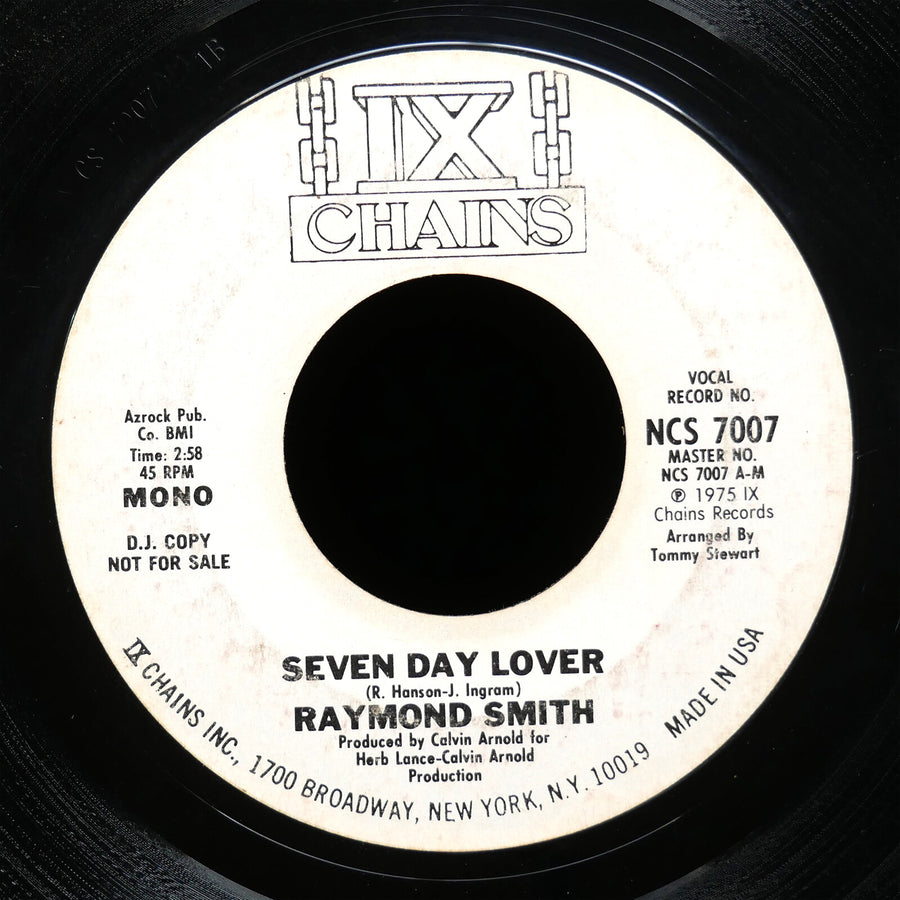 IX
CHAINS
Azrock Pub.
Co. BMI
Time: 2:58
45 RPM
MONO
D.J. COPY
NOT FOR SALE
VOCAL
RECORD NO.
NCS 7007
MASTER NO.
NCS 7007 A-M
℗ 1975 IX
Chains Records
Arranged By
Tommy Stewart
SEVEN DAY LOVER
(R. Hanson-J. Ingram)
RAYMOND SMITH
Produced by Calvin Arnold for
Herb Lance-Calvin Arnold
Production
IX CHAINS INC., 1700 BROADWAY, NEW YORK, N.Y. 10019 MADE IN USA